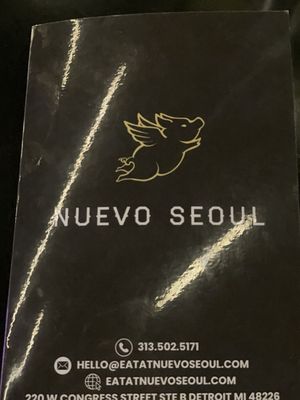 NUEVO SEOUL
313.502.5171
HELLO@EATATNUEVOSEOUL.COM
EATATNUEVOSEOUL.COM
220 W CONGRESS STREET STE B DETROIT MI 48226